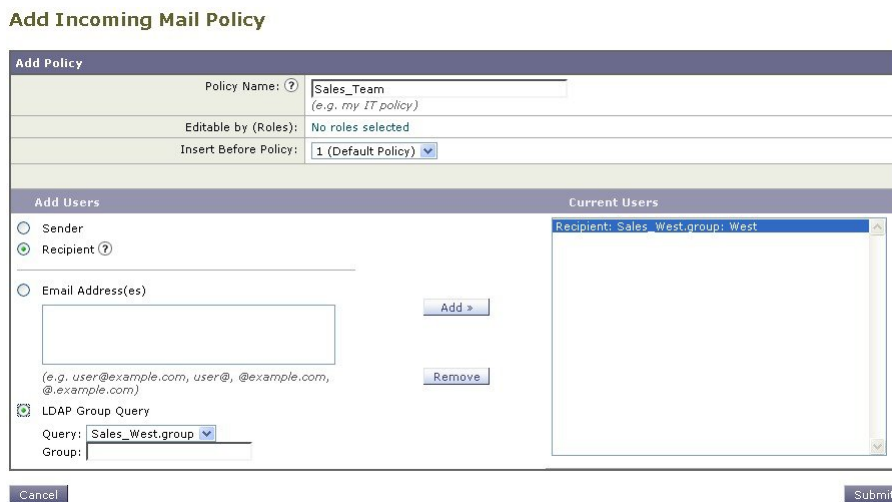 Add Incoming Mail Policy
Add Policy
Policy Name: ? Sales_Team
(e.g. my IT policy)
Editable by (Roles): No roles selected
Insert Before Policy: 1 (Default Policy)
Add Users
Current Users
Sender
Recipient ?
Recipient: Sales_West.group: West
Email Address(es)
Add »
(e.g. user@example.com, user@, @example.com,
@.example.com)
Remove
LDAP Group Query
Query: Sales_West.group
Group:
Cancel
Submit